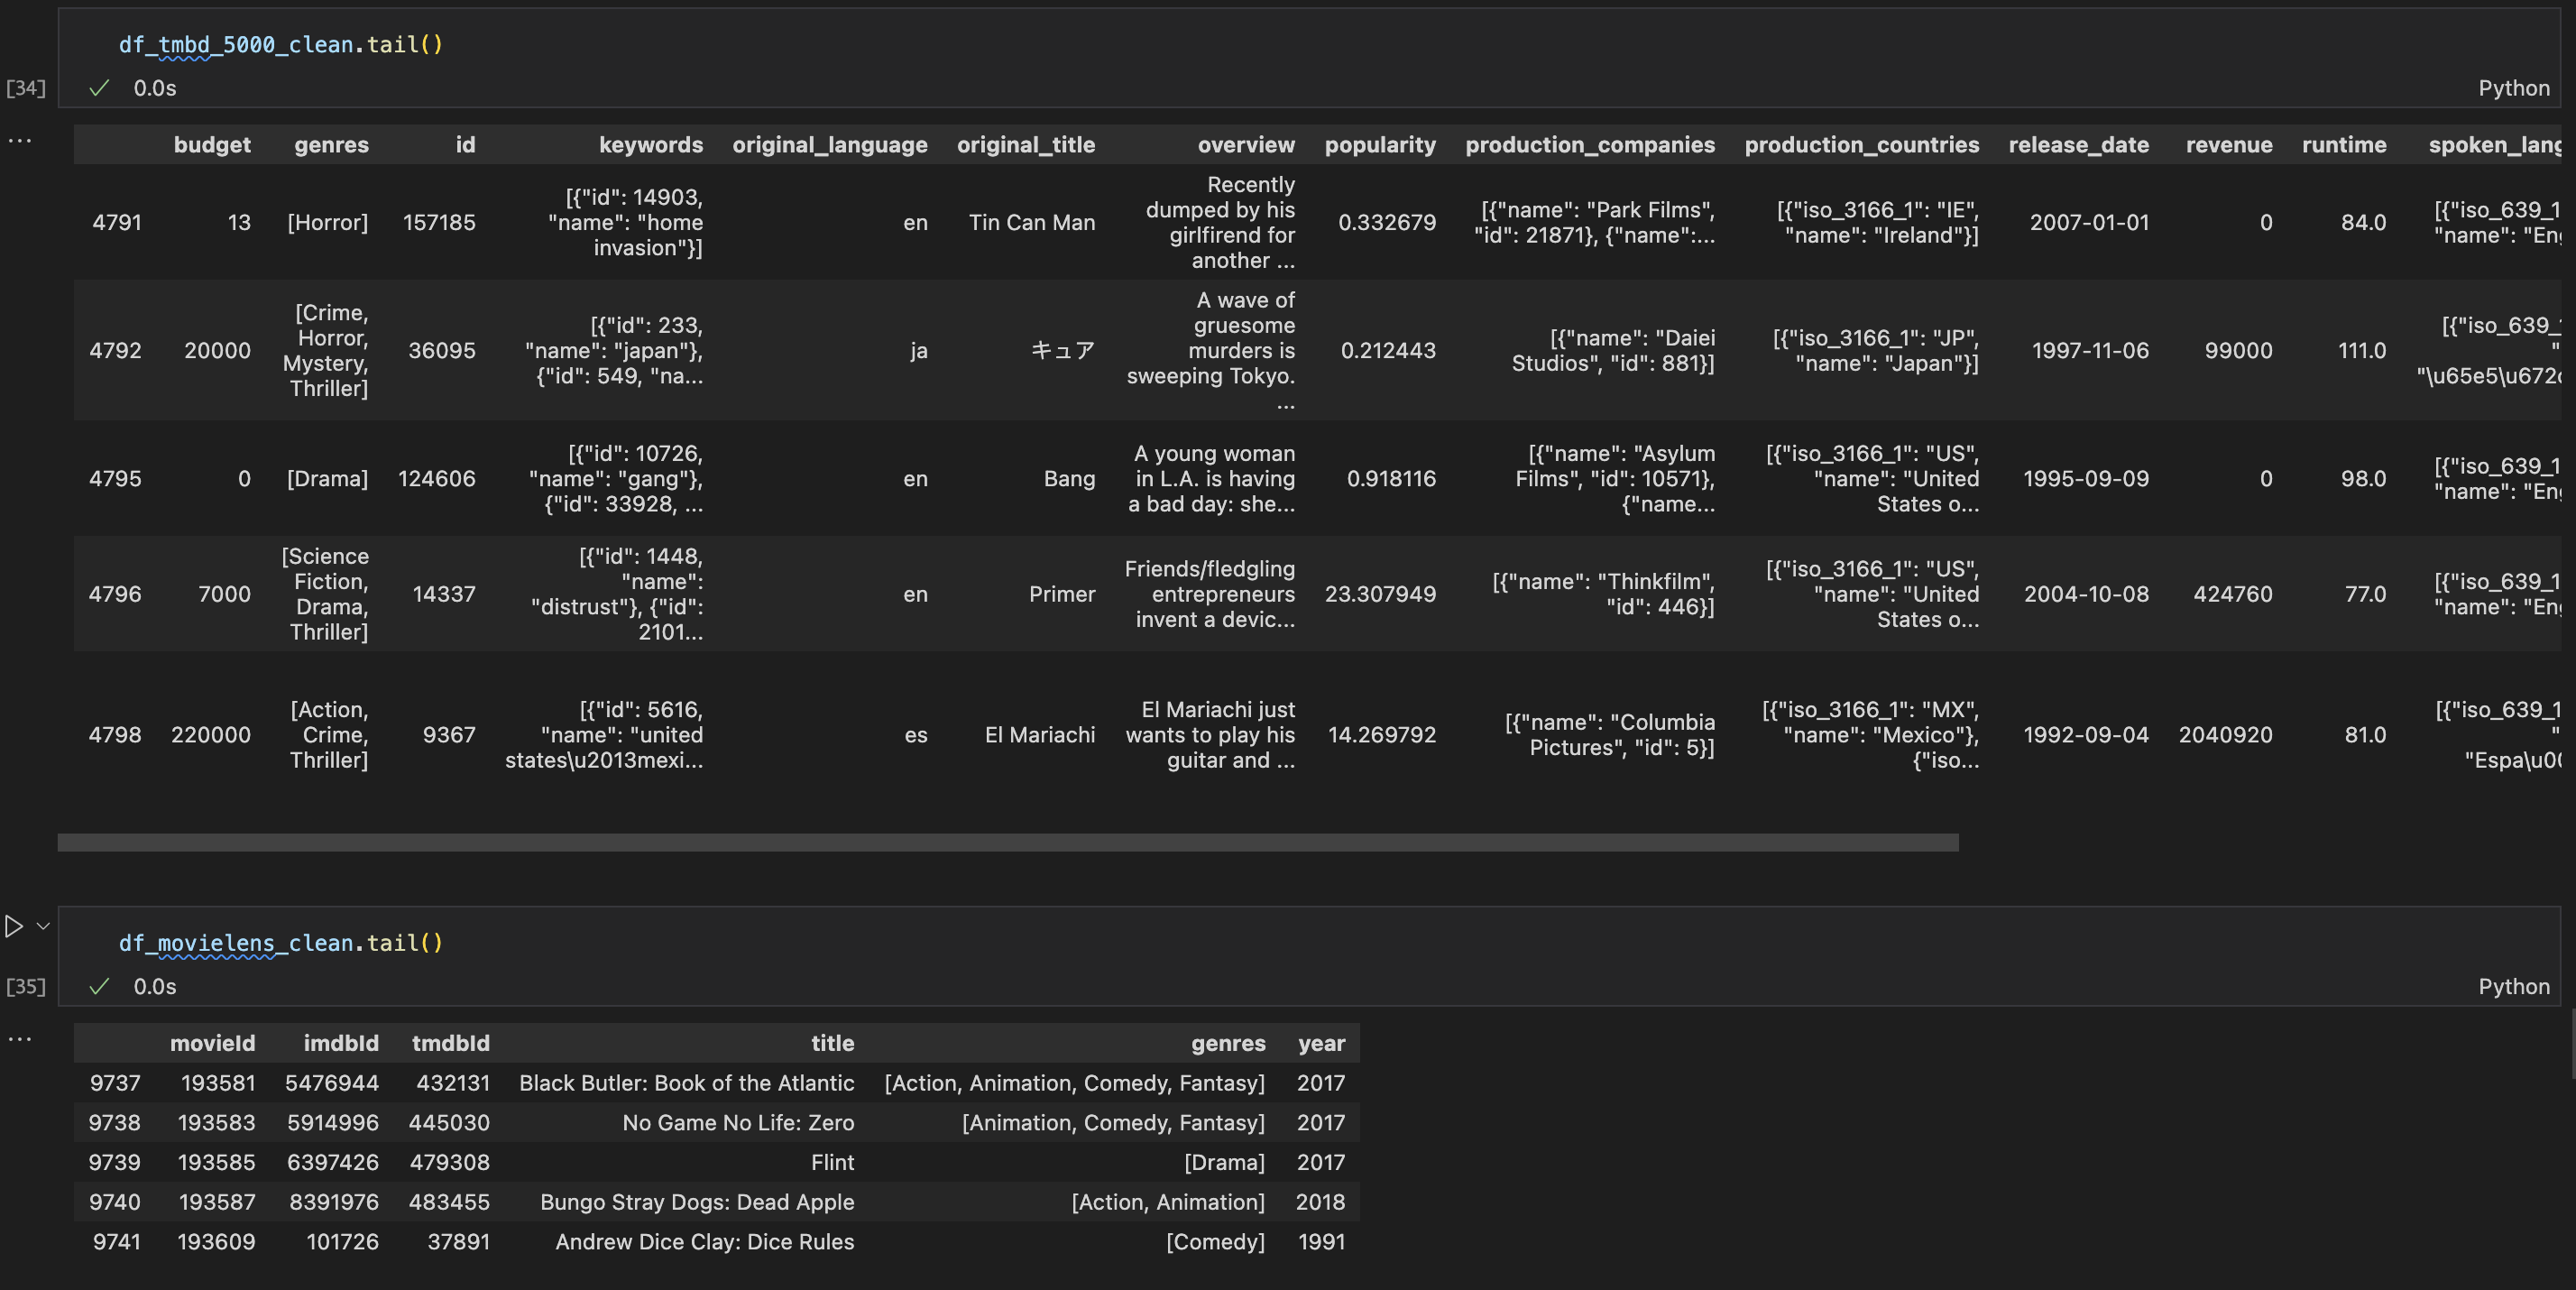 df_tmbd_5000_clean.tail()
[34]
0.0s
Python
...
budget genres id keywords original_language original_title overview popularity production_companies production_countries release_date revenue runtime spoken_lang
4791 13 [Horror] 157185 [{"id": 14903, "name": "home invasion"}] en Tin Can Man Recently dumped by his girlfirend for another ... 0.332679 [{"name": "Park Films", "id": 21871}, {"name":... [{"iso_3166_1": "IE", "name": "Ireland"}] 2007-01-01 0 84.0 [{"iso_639_1 "name": "Eng
4792 20000 [Crime, Horror, Mystery, Thriller] 36095 [{"id": 233, "name": "japan"}, {"id": 549, "na... ja キュア A wave of gruesome murders is sweeping Tokyo. ... 0.212443 [{"name": "Daiei Studios", "id": 881}] [{"iso_3166_1": "JP", "name": "Japan"}] 1997-11-06 99000 111.0 [{"iso_639_ " "\u65e5\u672c
4795 0 [Drama] 124606 [{"id": 10726, "name": "gang"}, {"id": 33928, ... en Bang A young woman in L.A. is having a bad day: she... 0.918116 [{"name": "Asylum Films", "id": 10571}, {"name... [{"iso_3166_1": "US", "name": "United States o... 1995-09-09 0 98.0 [{"iso_639_1 "name": "Eng
4796 7000 [Science Fiction, Drama, Thriller] 14337 [{"id": 1448, "name": "distrust"}, {"id": 2101... en Primer Friends/fledgling entrepreneurs invent a devic... 23.307949 [{"name": "Thinkfilm", "id": 446}] [{"iso_3166_1": "US", "name": "United States o... 2004-10-08 424760 77.0 [{"iso_639_1 "name": "Eng
4798 220000 [Action, Crime, Thriller] 9367 [{"id": 5616, "name": "united states\u2013mexi... es El Mariachi El Mariachi just wants to play his guitar and ... 14.269792 [{"name": "Columbia Pictures", "id": 5}] [{"iso_3166_1": "MX", "name": "Mexico"}, {"iso... 1992-09-04 2040920 81.0 [{"iso_639_1 " "Espa\u00
df_movielens_clean.tail()
[35]
0.0s
Python
...
movieId imdbId tmdbId title genres year
9737 193581 5476944 432131 Black Butler: Book of the Atlantic [Action, Animation, Comedy, Fantasy] 2017
9738 193583 5914996 445030 No Game No Life: Zero [Animation, Comedy, Fantasy] 2017
9739 193585 6397426 479308 Flint [Drama] 2017
9740 193587 8391976 483455 Bungo Stray Dogs: Dead Apple [Action, Animation] 2018
9741 193609 101726 37891 Andrew Dice Clay: Dice Rules [Comedy] 1991